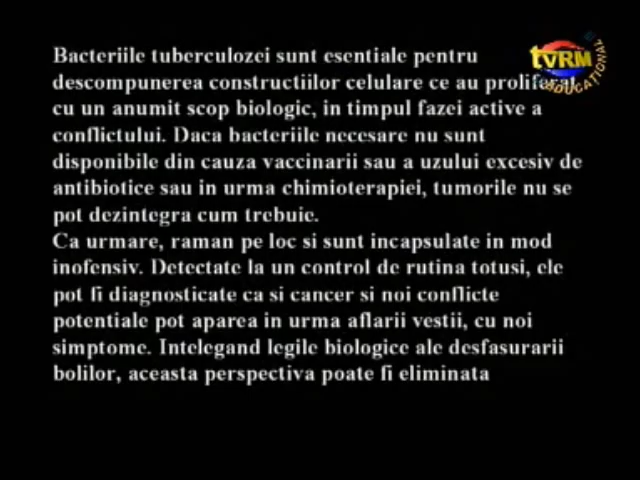 Bacteriile tuberculozei sunt esentiale pentru
descompunerea constructiilor celulare ce au proliferat
cu un anumit scop biologic, in timpul fazei active a
conflictului. Daca bacteriile necesare nu sunt
disponibile din cauza vaccinarii sau a uzului excesiv de
antibiotice sau in urma chimioterapiei, tumorile nu se
pot dezintegra cum trebuie.
Ca urmare, raman pe loc si sunt incapsulate in mod
inofensiv. Detectate la un control de rutina totusi, ele
pot fi diagnosticate ca si cancer si noi conflicte
potentiale pot aparea in urma aflarii vestii, cu noi
simptome. Intelegand legile biologice ale desfasurarii
bolilor, aceasta perspectiva poate fi eliminata
tvRM
EDUCATIONAL